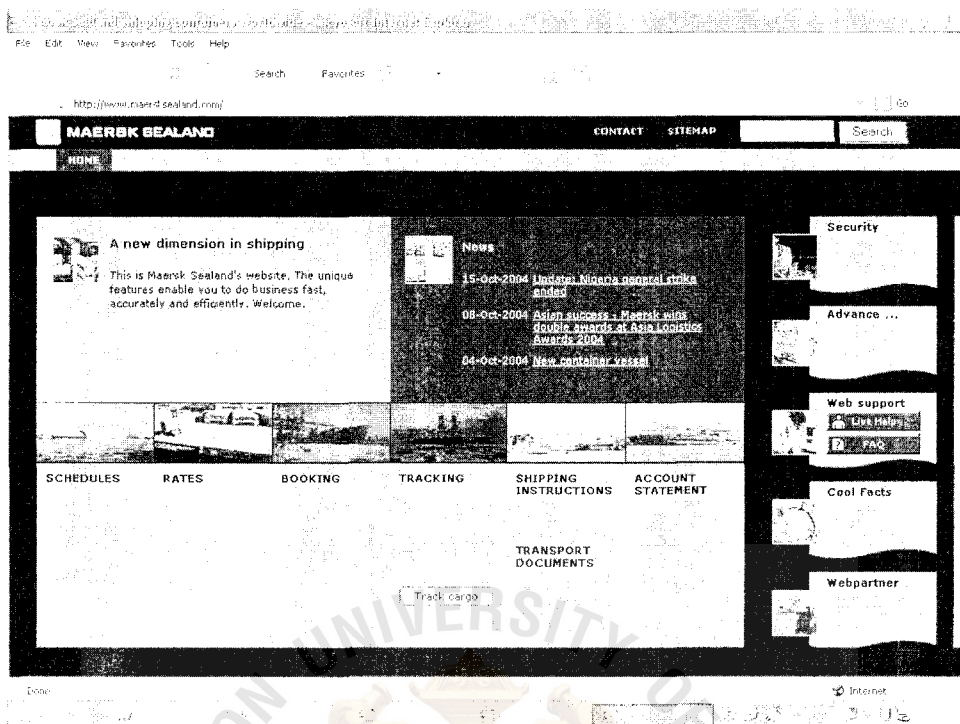 File Edit View Favorites Tools Help
Search Favorites
http://www.maersksealand.com/ Go
MAERSK SEALAND CONTACT SITEMAP Search
HOME
A new dimension in shipping
This is Maersk Sealand's website. The unique
features enable you to do business fast,
accurately and efficiently. Welcome.
News
15-Oct-2004 Update: Nigeria general strike
ended
08-Oct-2004 Asian success - Maersk wins
double awards at Asia Logistics
Awards 2004
04-Oct-2004 New container vessel
Security
Advance ...
Web support
Live Help
FAQ
Cool Facts
Webpartner
SCHEDULES RATES BOOKING TRACKING SHIPPING
INSTRUCTIONS ACCOUNT
STATEMENT
TRANSPORT
DOCUMENTS
Track cargo
UNIVERSITY
Done Internet